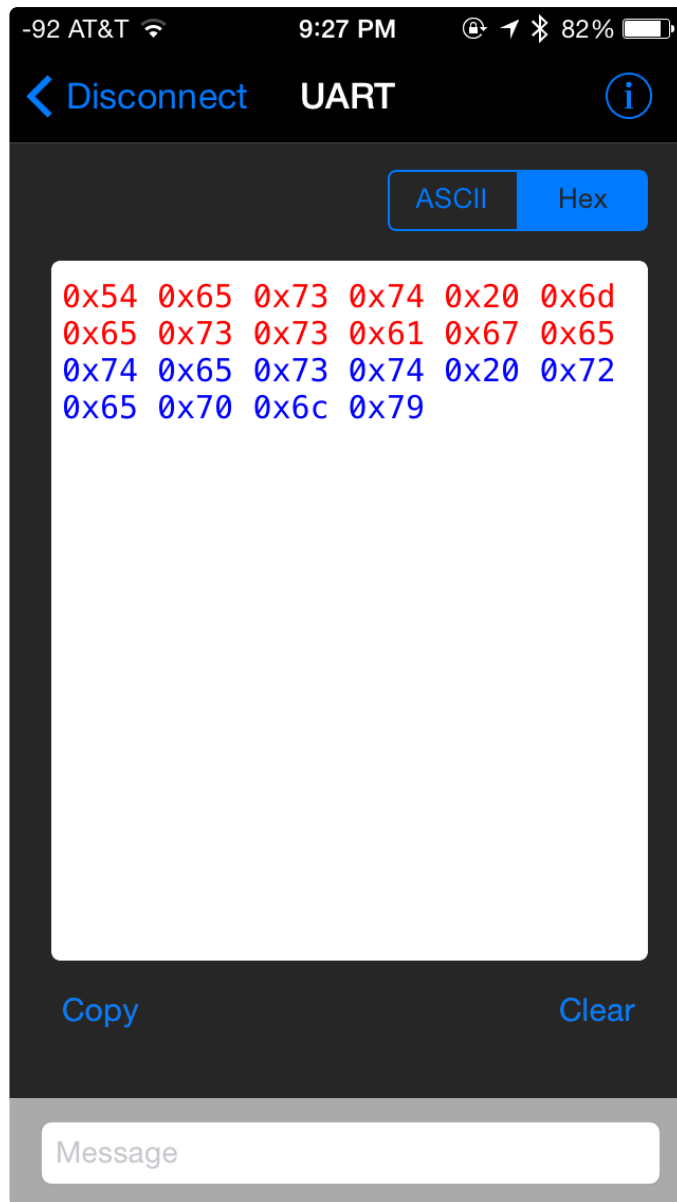 -92 AT&T 9:27 PM 82%
Disconnect UART i
ASCII Hex
0x54 0x65 0x73 0x74 0x20 0x6d
0x65 0x73 0x73 0x61 0x67 0x65
0x74 0x65 0x73 0x74 0x20 0x72
0x65 0x70 0x6c 0x79
Copy Clear
Message